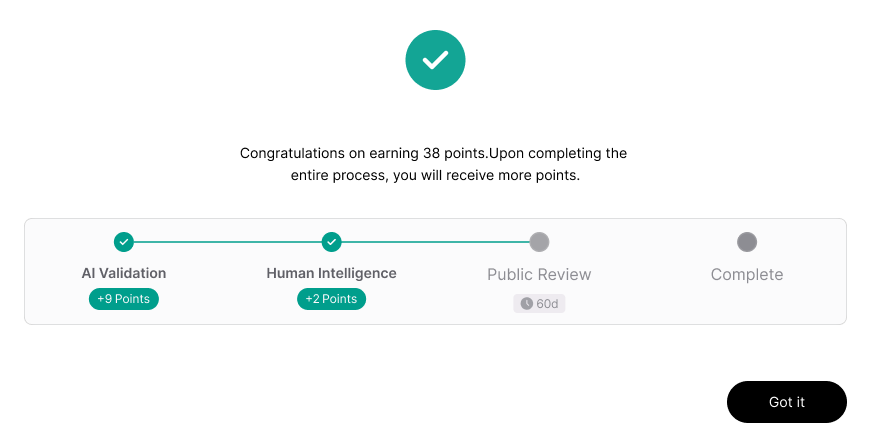 Congratulations on earning 38 points.Upon completing the
entire process, you will receive more points.
AI Validation
+9 Points
Human Intelligence
+2 Points
Public Review
60d
Complete
Got it